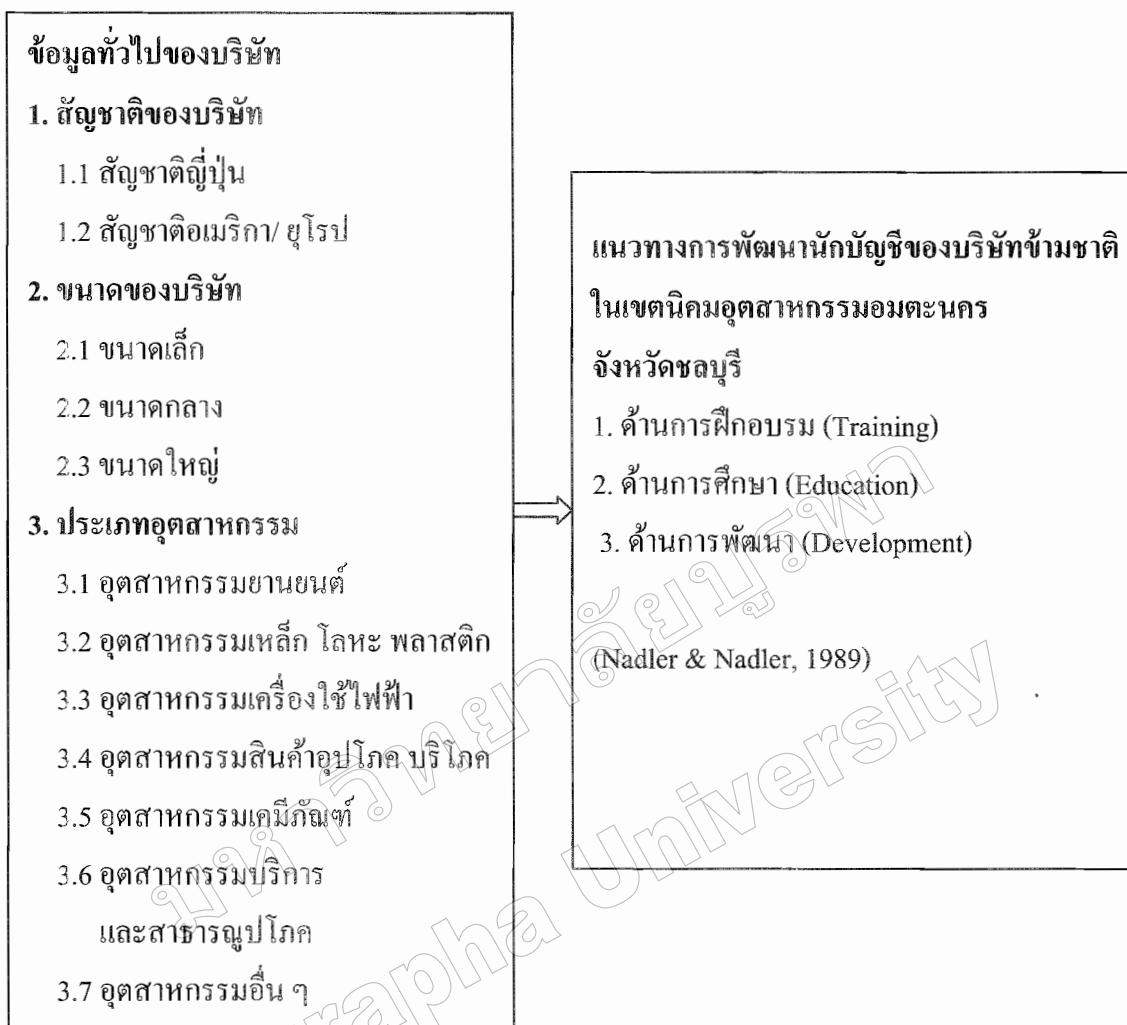 ข้อมูลทั่วไปของบริษัท
1. สัญชาติของบริษัท
1.1 สัญชาติญี่ปุ่น
1.2 สัญชาติอเมริกา/ ยุโรป
2. ขนาดของบริษัท
2.1 ขนาดเล็ก
2.2 ขนาดกลาง
2.3 ขนาดใหญ่
3. ประเภทอุตสาหกรรม
3.1 อุตสาหกรรมยานยนต์
3.2 อุตสาหกรรมเหล็ก โลหะ พลาสติก
3.3 อุตสาหกรรมเครื่องใช้ไฟฟ้า
3.4 อุตสาหกรรมสินค้าอุปโภค บริโภค
3.5 อุตสาหกรรมเคมีภัณฑ์
3.6 อุตสาหกรรมบริการ
และสาธารณูปโภค
3.7 อุตสาหกรรมอื่น ๆ
แนวทางการพัฒนานักบัญชีของบริษัทข้ามชาติ
ในเขตนิคมอุตสาหกรรมอมตะนคร
จังหวัดชลบุรี
1. ด้านการฝึกอบรม (Training)
2. ด้านการศึกษา (Education)
3. ด้านการพัฒนา (Development)
(Nadler & Nadler, 1989)
มหาวิทยาลัยบูรพา
rapha University